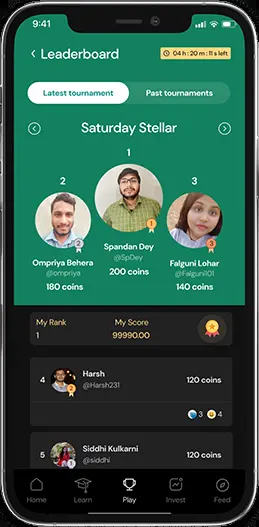 9:41
Leaderboard
04 h : 20 m : 11 s left
Latest tournament
Past tournaments
Saturday Stellar
1
2
3
Spandan Dey
@SpDey
200 coins
Ompriya Behera
@ompriya
180 coins
Falguni Lohar
@Falguni101
140 coins
My Rank
My Score
1
99990.00
4
Harsh
@Harsh231
120 coins
3
4
5
Siddhi Kulkarni
@siddhi
120 coins
Home
Learn
Play
Invest
Feed